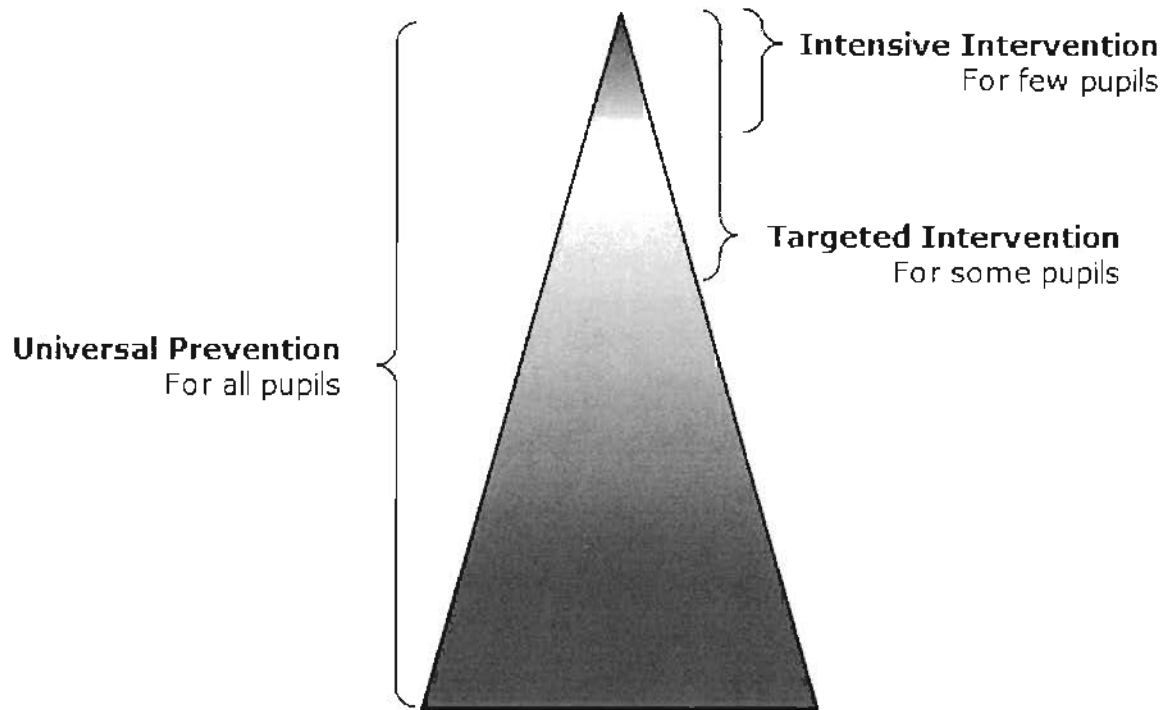 Intensive Intervention
For few pupils
Targeted Intervention
For some pupils
Universal Prevention
For all pupils